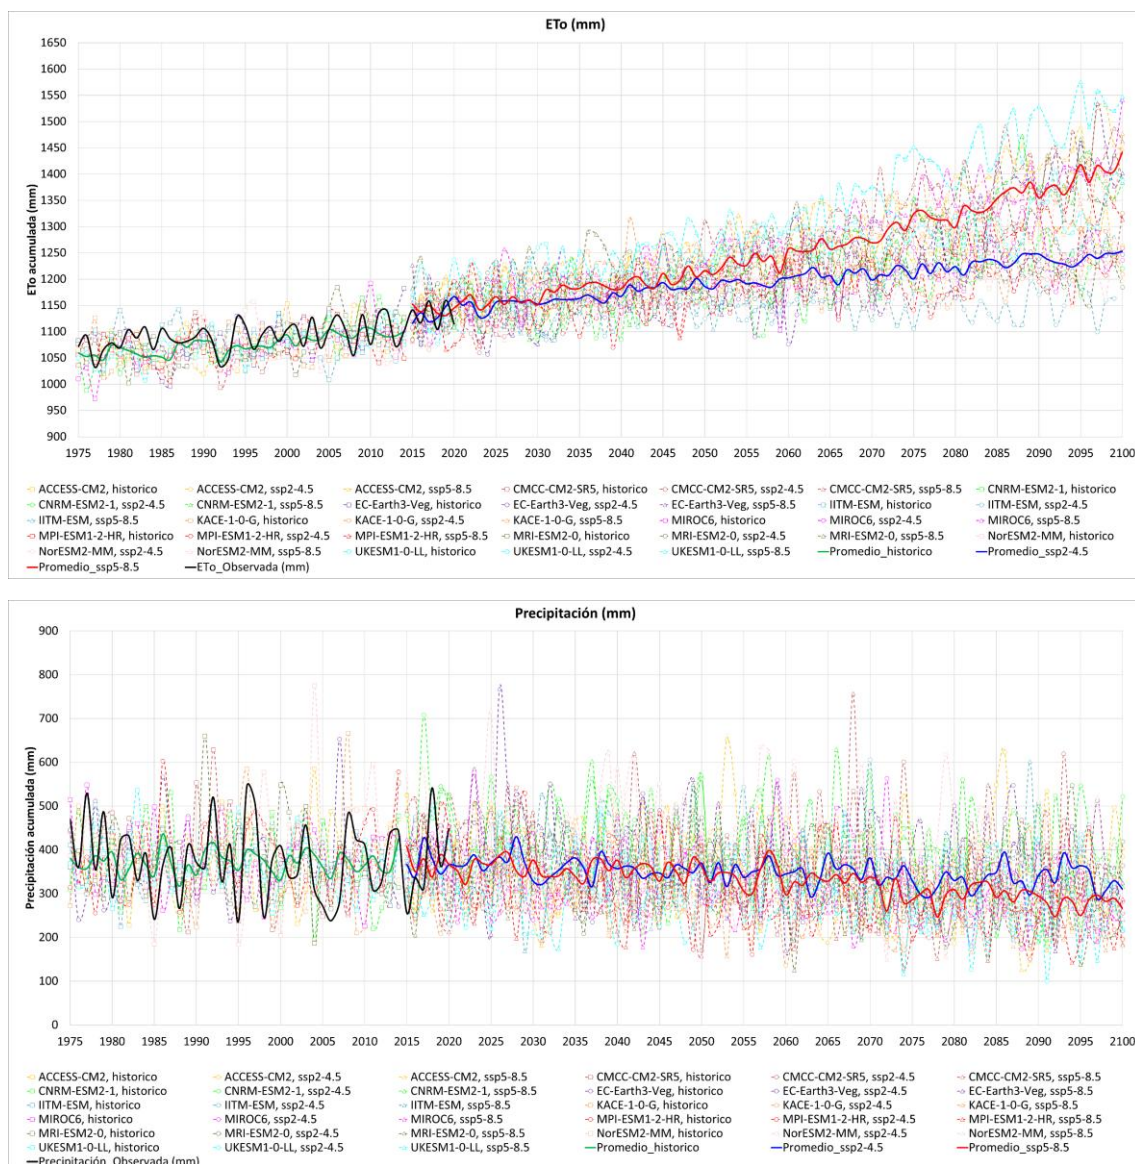 ETo (mm)
1650
1600
1550
1500
1450
1400
1350
1300
1250
1200
1150
1100
1050
1000
950
900
ETo acumulada (mm)
1975 1980 1985 1990 1995 2000 2005 2010 2015 2020 2025 2030 2035 2040 2045 2050 2055 2060 2065 2070 2075 2080 2085 2090 2095 2100
ACCESS-CM2, historico ACCESS-CM2, ssp2-4.5 ACCESS-CM2, ssp5-8.5 CMCC-CM2-SR5, historico CMCC-CM2-SR5, ssp2-4.5 CMCC-CM2-SR5, ssp5-8.5 CNRM-ESM2-1, historico
CNRM-ESM2-1, ssp2-4.5 CNRM-ESM2-1, ssp5-8.5 EC-Earth3-Veg, historico EC-Earth3-Veg, ssp2-4.5 EC-Earth3-Veg, ssp5-8.5 IITM-ESM, historico IITM-ESM, ssp2-4.5
IITM-ESM, ssp5-8.5 KACE-1-0-G, historico KACE-1-0-G, ssp2-4.5 KACE-1-0-G, ssp5-8.5 MIROC6, historico MIROC6, ssp2-4.5 MIROC6, ssp5-8.5
MPI-ESM1-2-HR, historico MPI-ESM1-2-HR, ssp2-4.5 MPI-ESM1-2-HR, ssp5-8.5 MRI-ESM2-0, historico MRI-ESM2-0, ssp2-4.5 MRI-ESM2-0, ssp5-8.5 NorESM2-MM, historico
NorESM2-MM, ssp2-4.5 NorESM2-MM, ssp5-8.5 UKESM1-0-LL, historico UKESM1-0-LL, ssp2-4.5 UKESM1-0-LL, ssp5-8.5 Promedio_historico Promedio_ssp2-4.5
Promedio_ssp5-8.5 ETo_Observada (mm)
Precipitación (mm)
900
800
700
600
500
400
300
200
100
0
Precipitación acumulada (mm)
1975 1980 1985 1990 1995 2000 2005 2010 2015 2020 2025 2030 2035 2040 2045 2050 2055 2060 2065 2070 2075 2080 2085 2090 2095 2100
ACCESS-CM2, historico ACCESS-CM2, ssp2-4.5 ACCESS-CM2, ssp5-8.5 CMCC-CM2-SR5, historico CMCC-CM2-SR5, ssp2-4.5 CMCC-CM2-SR5, ssp5-8.5
CNRM-ESM2-1, historico CNRM-ESM2-1, ssp2-4.5 CNRM-ESM2-1, ssp5-8.5 EC-Earth3-Veg, historico EC-Earth3-Veg, ssp2-4.5 EC-Earth3-Veg, ssp5-8.5
IITM-ESM, historico IITM-ESM, ssp2-4.5 IITM-ESM, ssp5-8.5 KACE-1-0-G, historico KACE-1-0-G, ssp2-4.5 KACE-1-0-G, ssp5-8.5
MIROC6, historico MIROC6, ssp2-4.5 MIROC6, ssp5-8.5 MPI-ESM1-2-HR, historico MPI-ESM1-2-HR, ssp2-4.5 MPI-ESM1-2-HR, ssp5-8.5
MRI-ESM2-0, historico MRI-ESM2-0, ssp2-4.5 MRI-ESM2-0, ssp5-8.5 NorESM2-MM, historico NorESM2-MM, ssp2-4.5 NorESM2-MM, ssp5-8.5
UKESM1-0-LL, historico UKESM1-0-LL, ssp2-4.5 UKESM1-0-LL, ssp5-8.5 Promedio_historico Promedio_ssp2-4.5 Promedio_ssp5-8.5
Precipitación_Observada (mm)